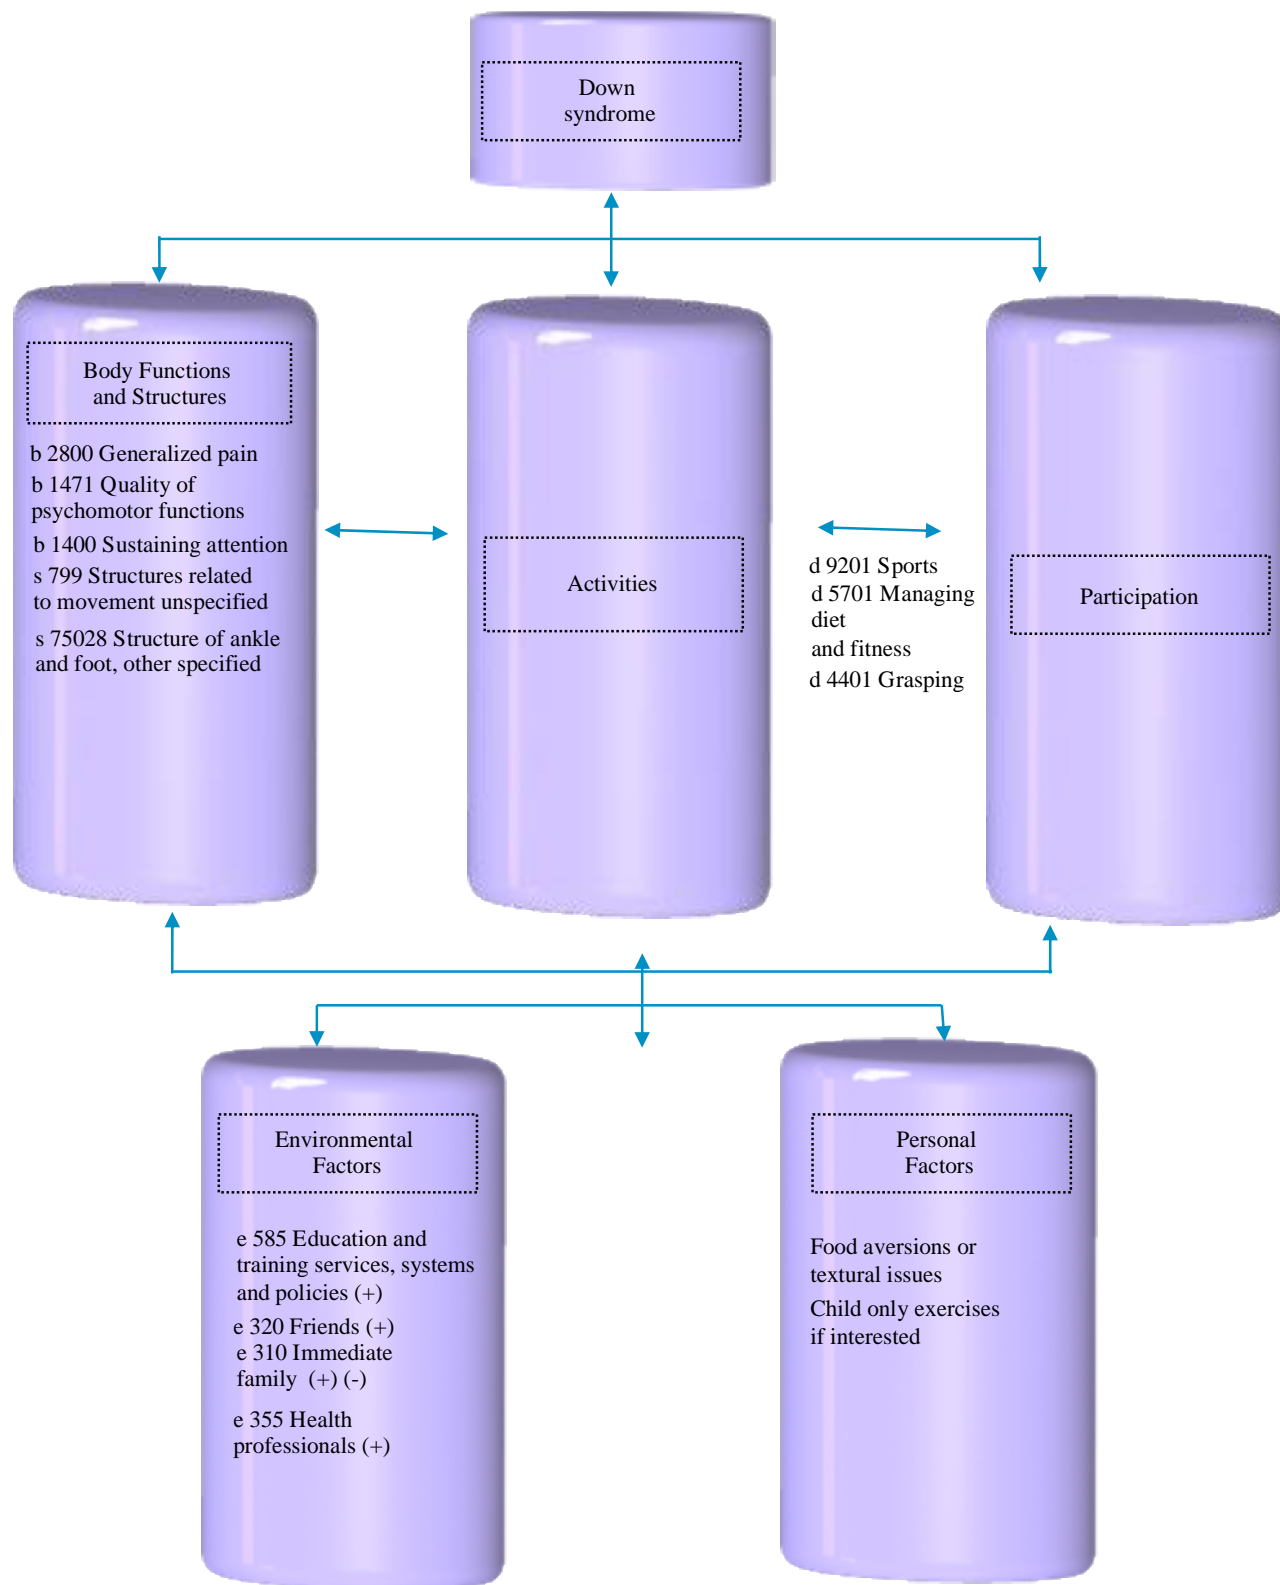 Down
syndrome
Body Functions
and Structures
b 2800 Generalized pain
b 1471 Quality of
psychomotor functions
b 1400 Sustaining attention
s 799 Structures related
to movement unspecified
s 75028 Structure of ankle
and foot, other specified
Activities
d 9201 Sports
d 5701 Managing
diet
and fitness
d 4401 Grasping
Participation
Environmental
Factors
e 585 Education and
training services, systems
and policies (+)
e 320 Friends (+)
e 310 Immediate
family (+) (-)
e 355 Health
professionals (+)
Personal
Factors
Food aversions or
textural issues
Child only exercises
if interested